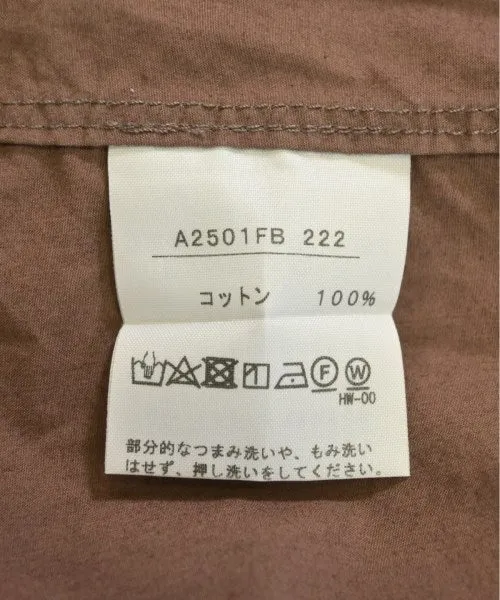 A2501FB 222
コットン 100%
F W
HW-00
部分的なつまみ洗いや、もみ洗い
はせず、押し洗いをしてください。